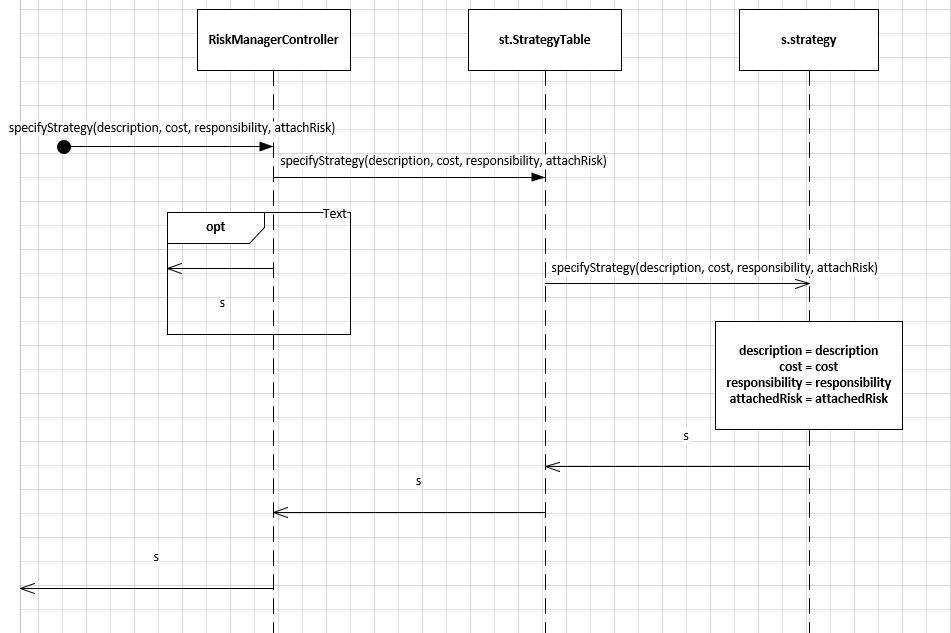 RiskManagerController
st.StrategyTable
s.strategy
specifyStrategy(description, cost, responsibility, attachRisk)
specifyStrategy(description, cost, responsibility, attachRisk)
Text
opt
specifyStrategy(description, cost, responsibility, attachRisk)
s
description = description
cost = cost
responsibility = responsibility
attachedRisk = attachedRisk
s
s
s